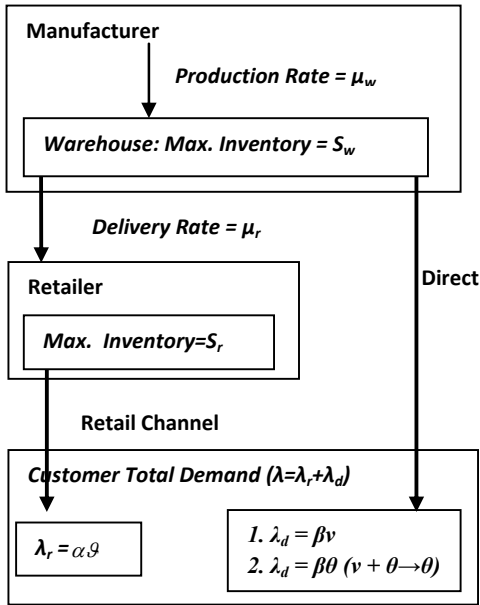 Manufacturer
Production Rate = μw
Warehouse: Max. Inventory = Sw
Delivery Rate = μr
Direct
Retailer
Max. Inventory=Sr
Retail Channel
Customer Total Demand (λ=λr+λd)
λr = αϑ
1. λd = βν
2. λd = βθ (ν + θ→θ)